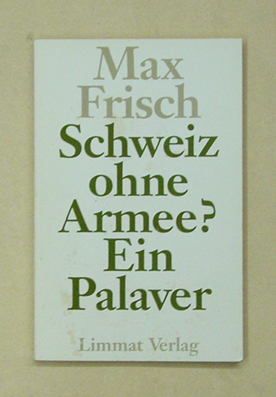 Max
Frisch
Schweiz
ohne
Armee?
Ein
Palaver
Limmat Verlag